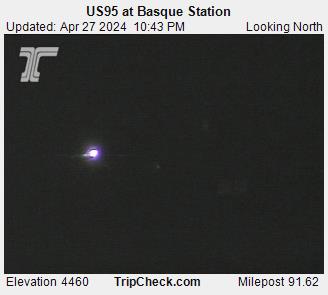 US95 at Basque Station
Updated: Apr 27 2024 10:43 PM Looking North
Elevation 4460 TripCheck.com Milepost 91.62